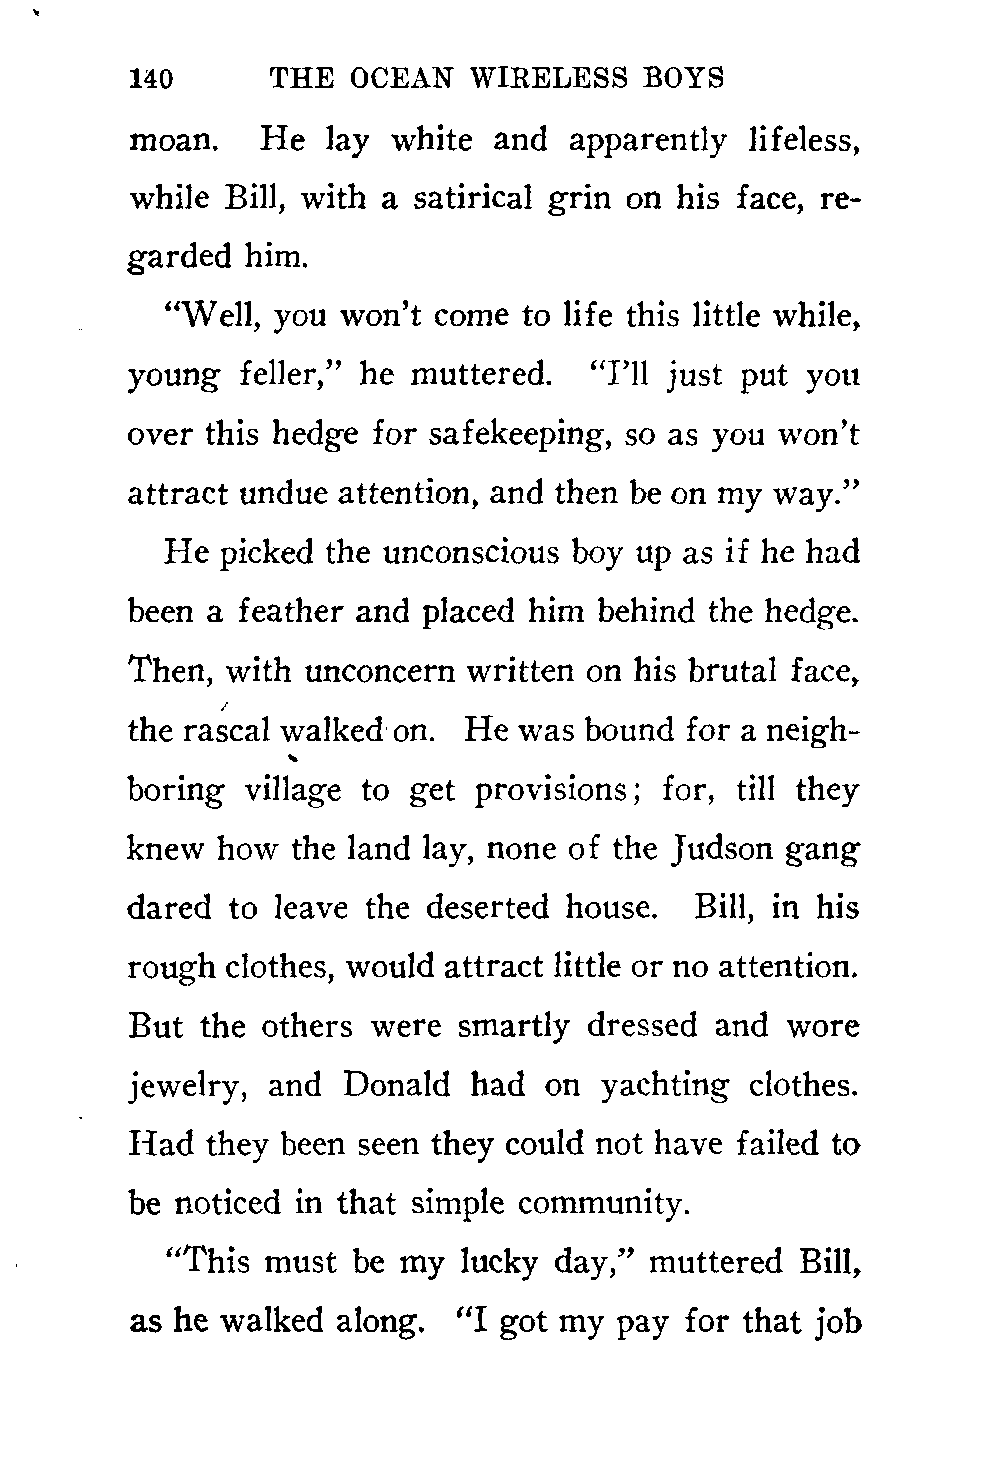 140 THE OCEAN WIRELESS BOYS
moan. He lay white and apparently lifeless,
while Bill, with a satirical grin on his face, re-
garded him.
"Well, you won't come to life this little while,
young feller," he muttered. "I'll just put you
over this hedge for safekeeping, so as you won't
attract undue attention, and then be on my way."
He picked the unconscious boy up as if he had
been a feather and placed him behind the hedge.
Then, with unconcern written on his brutal face,
the rascal walked on. He was bound for a neigh-
boring village to get provisions; for, till they
knew how the land lay, none of the Judson gang
dared to leave the deserted house. Bill, in his
rough clothes, would attract little or no attention.
But the others were smartly dressed and wore
jewelry, and Donald had on yachting clothes.
Had they been seen they could not have failed to
be noticed in that simple community.
"This must be my lucky day," muttered Bill,
as he walked along. "I got my pay for that job